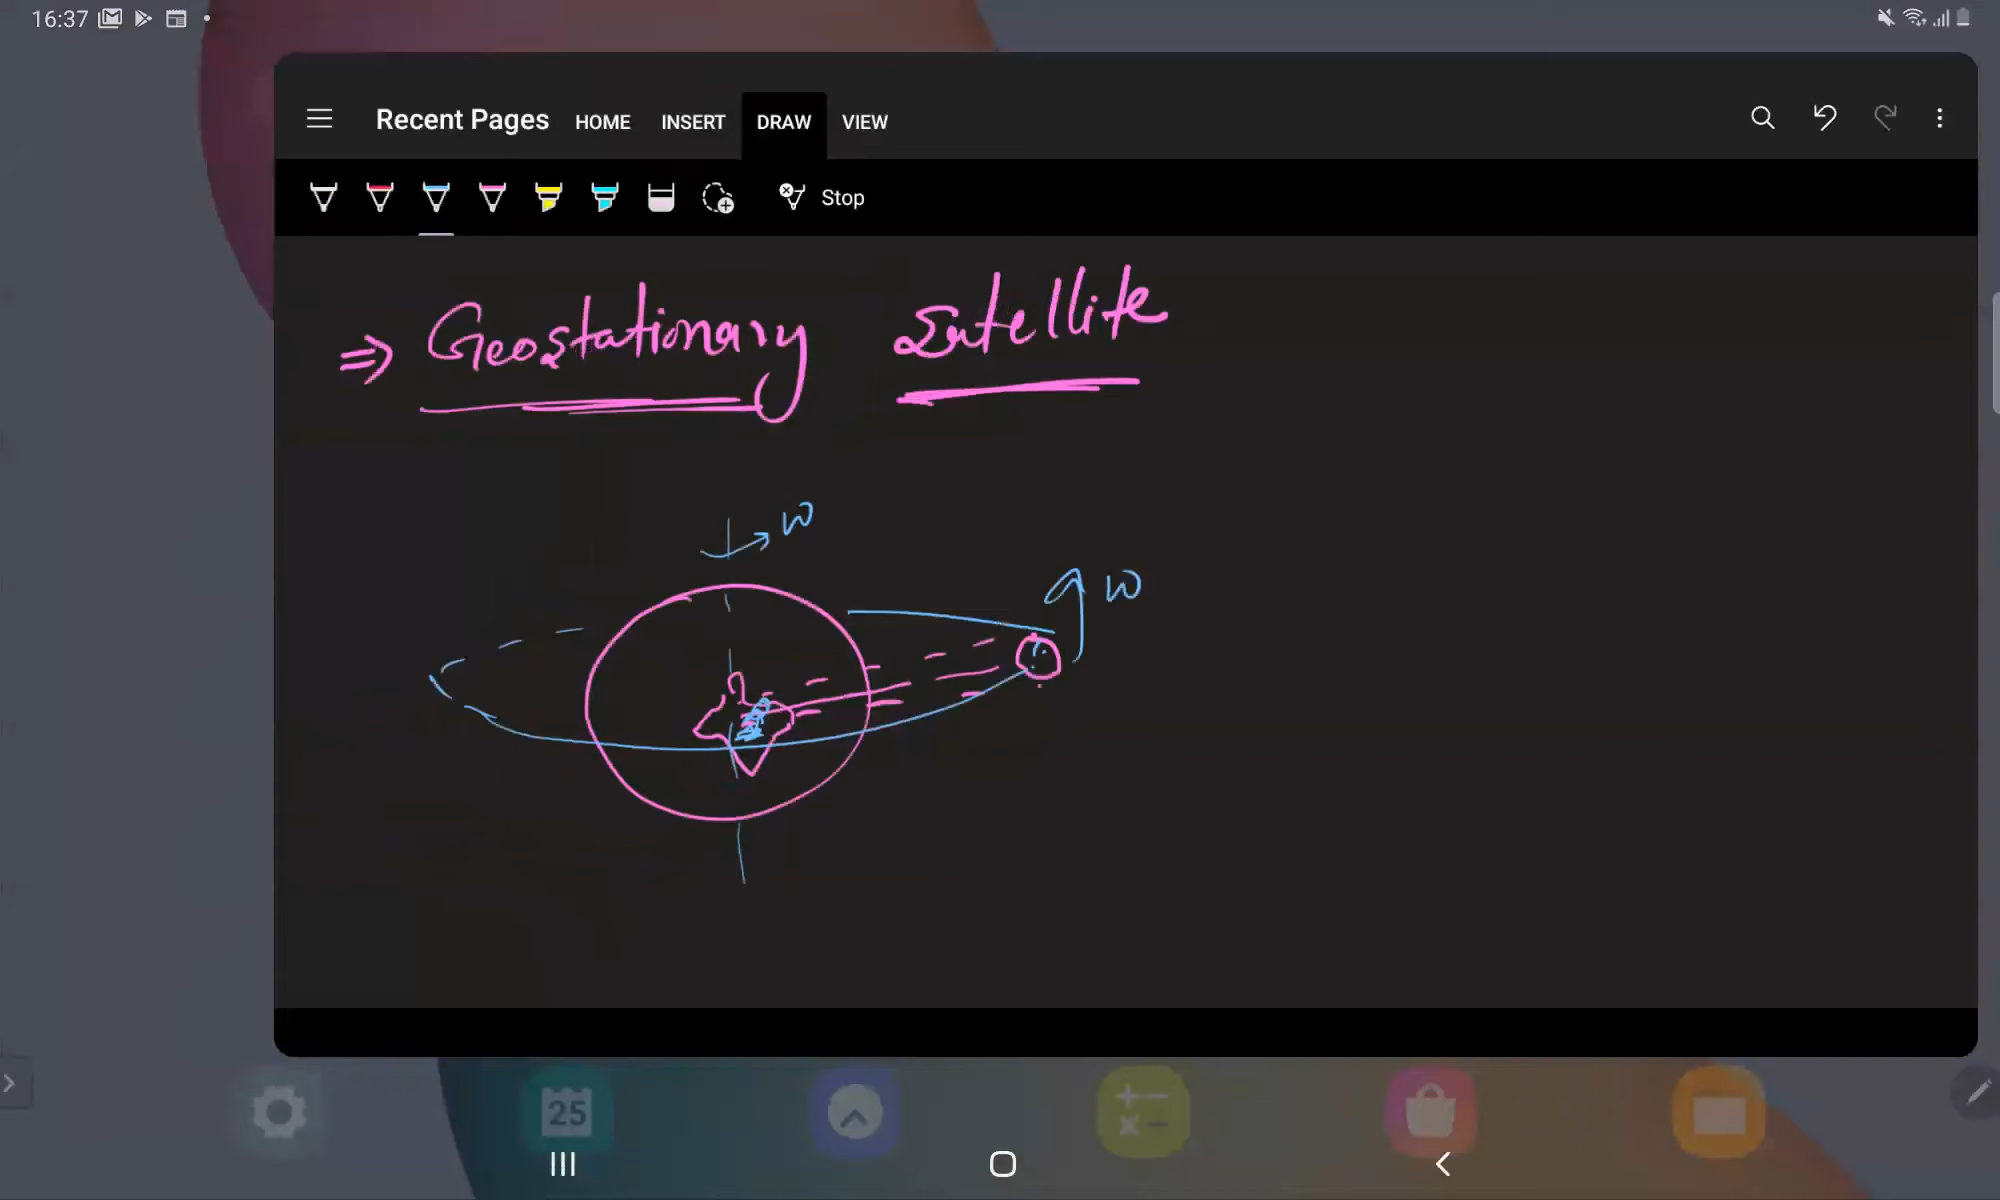 16:37
Recent Pages HOME INSERT DRAW VIEW
Stop
⇒ Geostationary Satellite
ω
ω
25